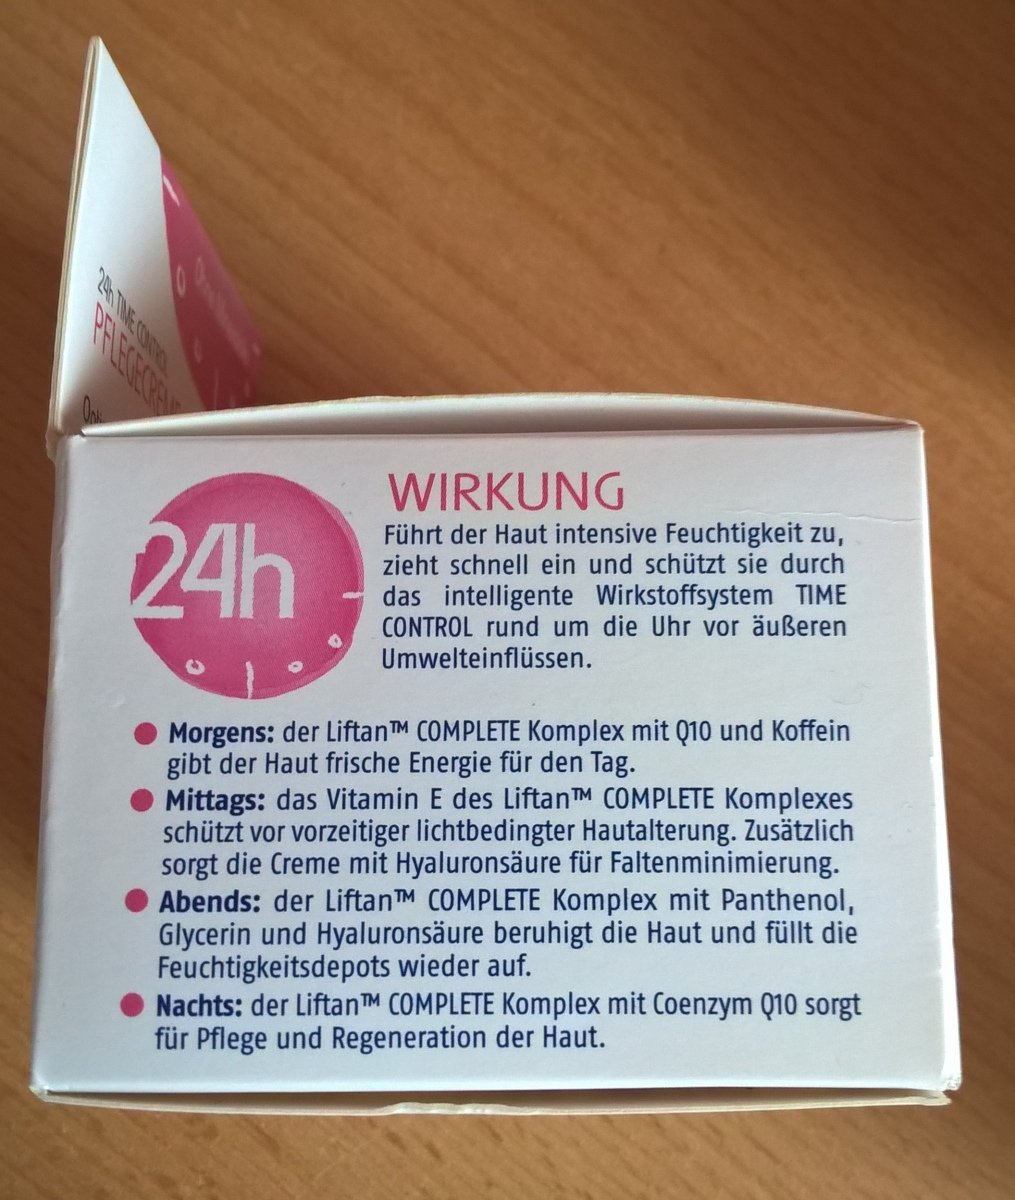 24h TIME CONTROL
PFLEGECREME
24h
WIRKUNG
Führt der Haut intensive Feuchtigkeit zu,
zieht schnell ein und schützt sie durch
das intelligente Wirkstoffsystem TIME
CONTROL rund um die Uhr vor äußeren
Umwelteinflüssen.
Morgens: der Liftan™ COMPLETE Komplex mit Q10 und Koffein
gibt der Haut frische Energie für den Tag.
Mittags: das Vitamin E des Liftan™ COMPLETE Komplexes
schützt vor vorzeitiger lichtbedingter Hautalterung. Zusätzlich
sorgt die Creme mit Hyaluronsäure für Faltenminimierung.
Abends: der Liftan™ COMPLETE Komplex mit Panthenol,
Glycerin und Hyaluronsäure beruhigt die Haut und füllt die
Feuchtigkeitsdepots wieder auf.
Nachts: der Liftan™ COMPLETE Komplex mit Coenzym Q10 sorgt
für Pflege und Regeneration der Haut.